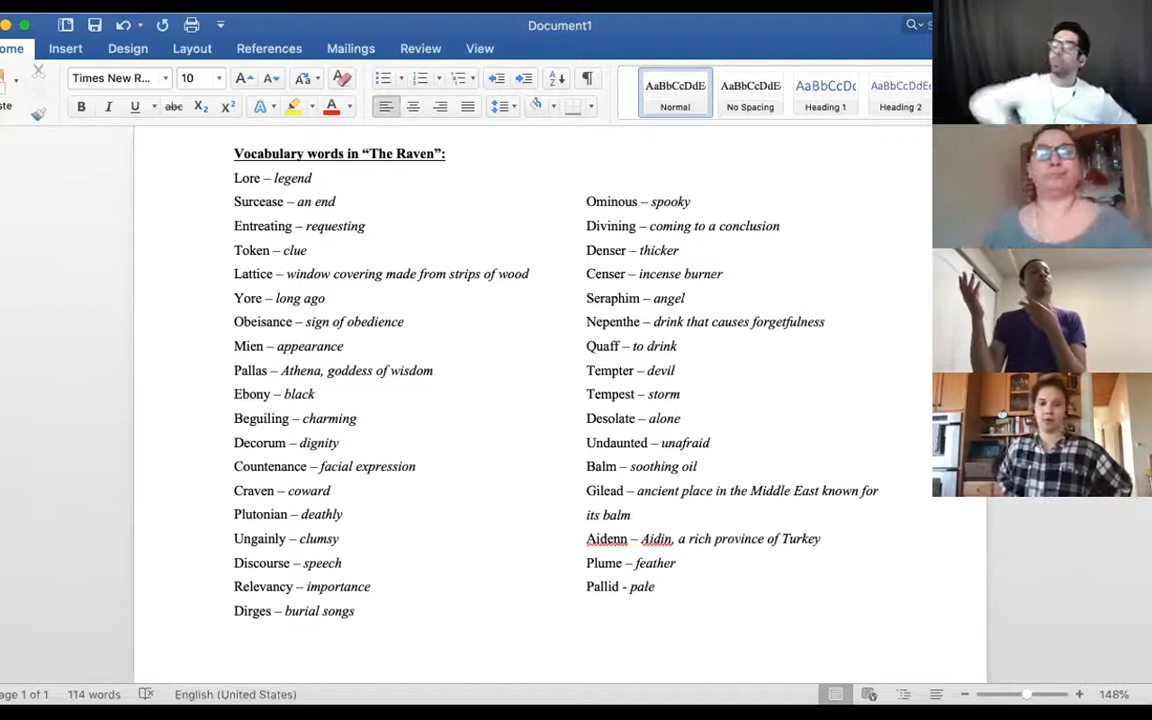 Document1
ome
Insert
Design
Layout
References
Mailings
Review
View
Times New R...
10
AaBbCcDdE
AaBbCcDdE
AaBbCcDc
AaBbCcDdE
Normal
No Spacing
Heading 1
Heading 2
Vocabulary words in “The Raven”:
Lore – legend
Surcease – an end
Entreating – requesting
Token – clue
Lattice – window covering made from strips of wood
Yore – long ago
Obeisance – sign of obedience
Mien – appearance
Pallas – Athena, goddess of wisdom
Ebony – black
Beguiling – charming
Decorum – dignity
Countenance – facial expression
Craven – coward
Plutonian – deathly
Ungainly – clumsy
Discourse – speech
Relevancy – importance
Dirges – burial songs
Ominous – spooky
Divining – coming to a conclusion
Denser – thicker
Censer – incense burner
Seraphim – angel
Nepenthe – drink that causes forgetfulness
Quaff – to drink
Tempter – devil
Tempest – storm
Desolate – alone
Undaunted – unafraid
Balm – soothing oil
Gilead – ancient place in the Middle East known for
its balm
Aidenn – Aidin, a rich province of Turkey
Plume – feather
Pallid - pale
age 1 of 1
114 words
English (United States)
148%